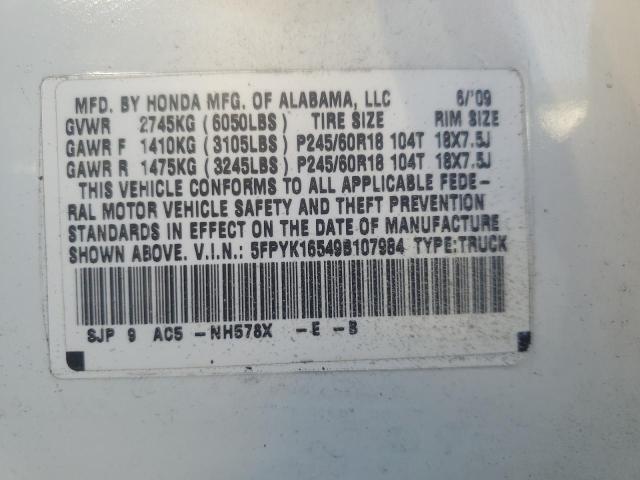 MFD. BY HONDA MFG. OF ALABAMA, LLC 6/'09
GVWR 2745KG (6050LBS) TIRE SIZE RIM SIZE
GAWR F 1410KG (3105LBS) P245/60R18 104T 18X7.5J
GAWR R 1475KG (3245LBS) P245/60R18 104T 18X7.5J
THIS VEHICLE CONFORMS TO ALL APPLICABLE FEDE-
RAL MOTOR VEHICLE SAFETY AND THEFT PREVENTION
STANDARDS IN EFFECT ON THE DATE OF MANUFACTURE
SHOWN ABOVE. V.I.N.: 5FPYK16549B107984 TYPE:TRUCK
SJP 9 AC5 -NH578X -E -B